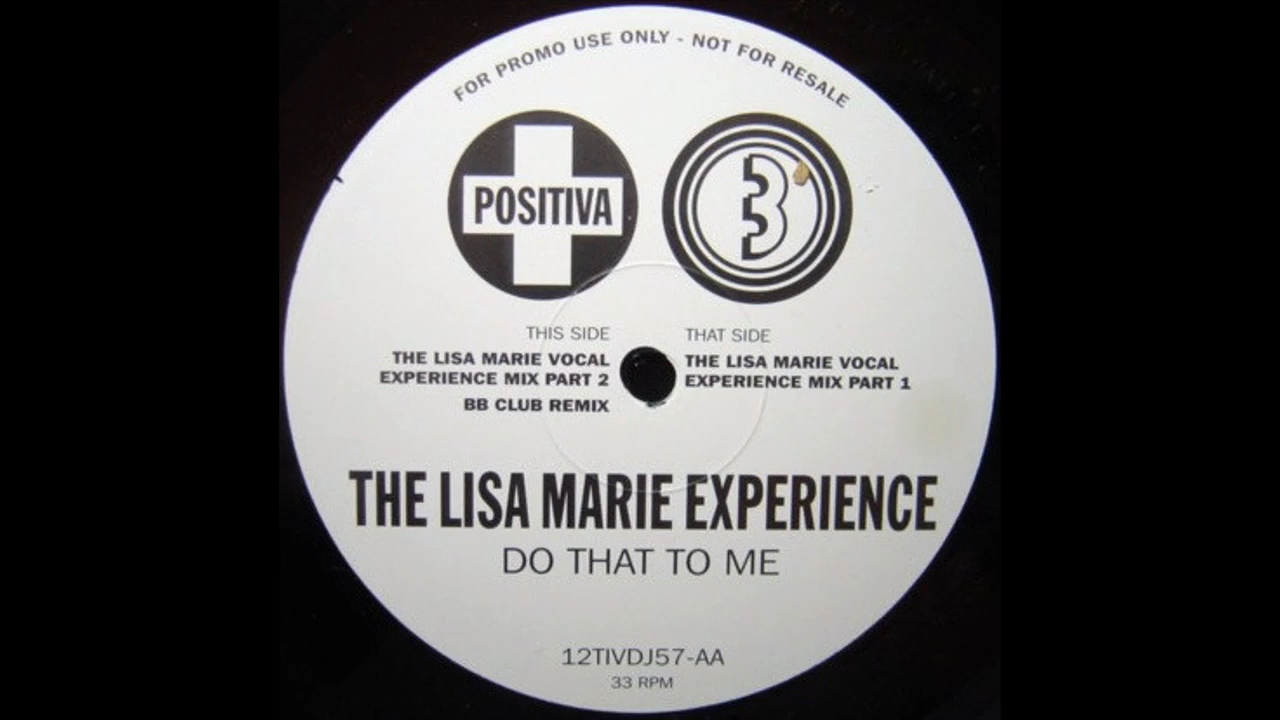 FOR PROMO USE ONLY - NOT FOR RESALE
POSITIVA
3
THIS SIDE
THE LISA MARIE VOCAL
EXPERIENCE MIX PART 2
BB CLUB REMIX
THAT SIDE
THE LISA MARIE VOCAL
EXPERIENCE MIX PART 1
THE LISA MARIE EXPERIENCE
DO THAT TO ME
12TIVDJ57-AA
33 RPM